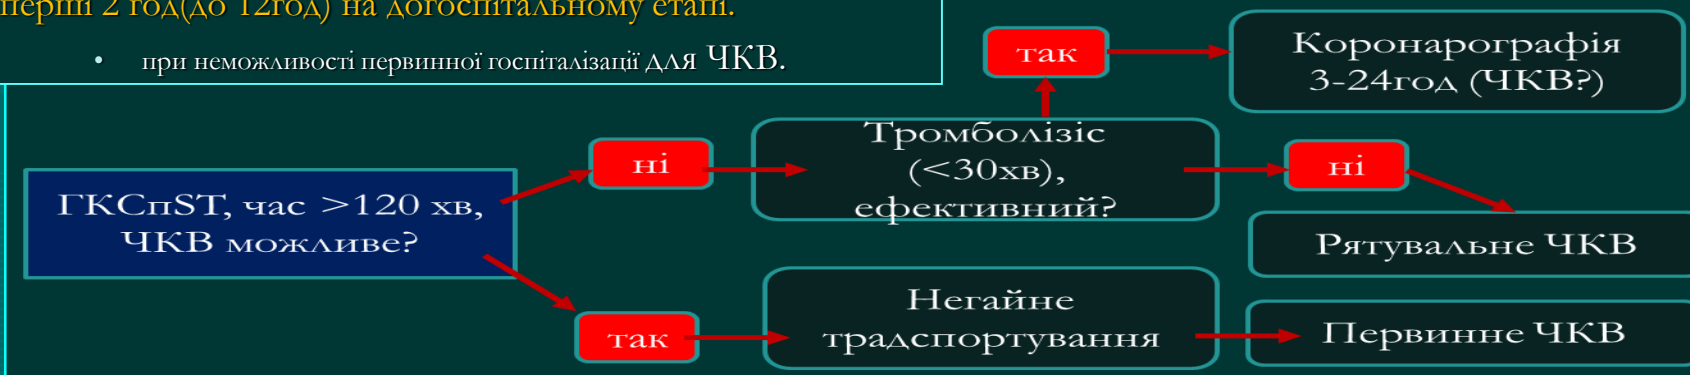 перші 2 год(до 12год) на догоспітальному етапі.
• при неможливості первинної госпіталізації для ЧКВ.
так
Коронарографія
3-24год (ЧКВ?)
ні
Тромболізіс
(<30хв),
ефективний?
ні
ГКСпST, час >120 хв,
ЧКВ можливе?
Рятувальне ЧКВ
так
Негайне
традспортування
Первинне ЧКВ